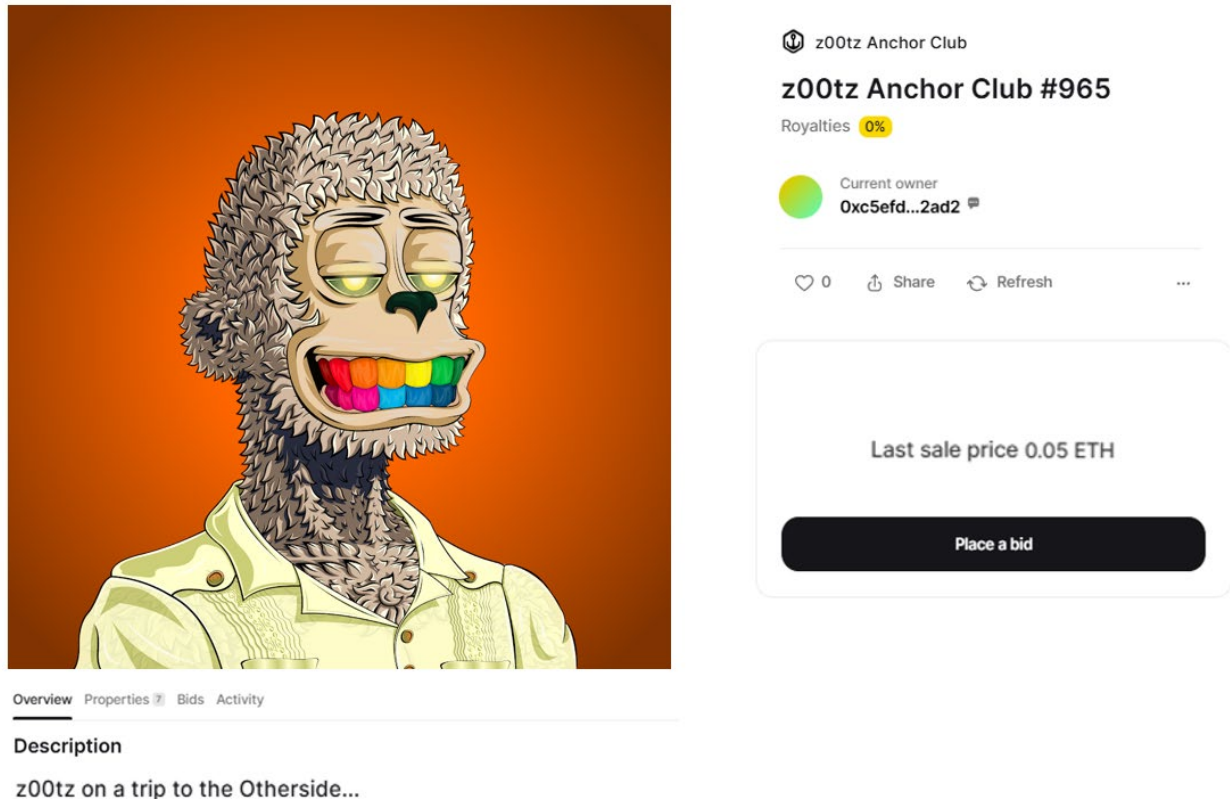 z00tz Anchor Club
z00tz Anchor Club #965
Royalties 0%
Current owner
0xc5efd...2ad2
0 Share Refresh
...
Last sale price 0.05 ETH
Place a bid
Overview Properties 7 Bids Activity
Description
z00tz on a trip to the Otherside...